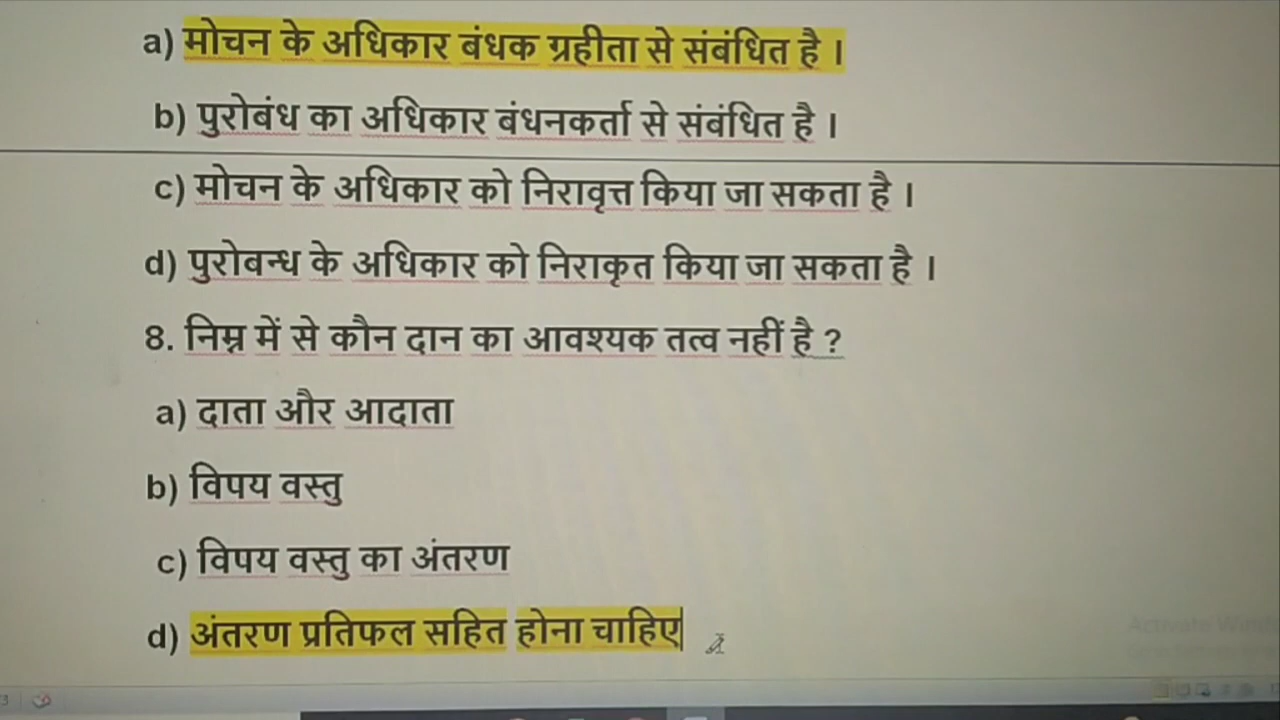 a) मोचन के अधिकार बंधक ग्रहीता से संबंधित है ।
b) पुरोबंध का अधिकार बंधनकर्ता से संबंधित है ।
c) मोचन के अधिकार को निरावृत्त किया जा सकता है ।
d) पुरोबन्ध के अधिकार को निराकृत किया जा सकता है ।
8. निम्न में से कौन दान का आवश्यक तत्व नहीं है ?
a) दाता और आदाता
b) विपय वस्तु
c) विपय वस्तु का अंतरण
d) अंतरण प्रतिफल सहित होना चाहिए